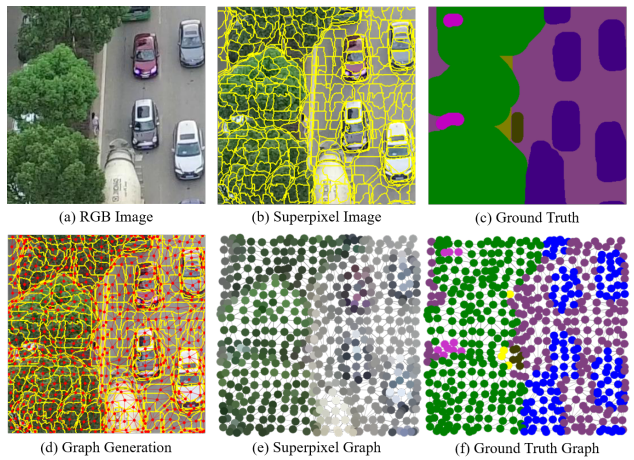 (a) RGB Image
(b) Superpixel Image
(c) Ground Truth
(d) Graph Generation
(e) Superpixel Graph
(f) Ground Truth Graph